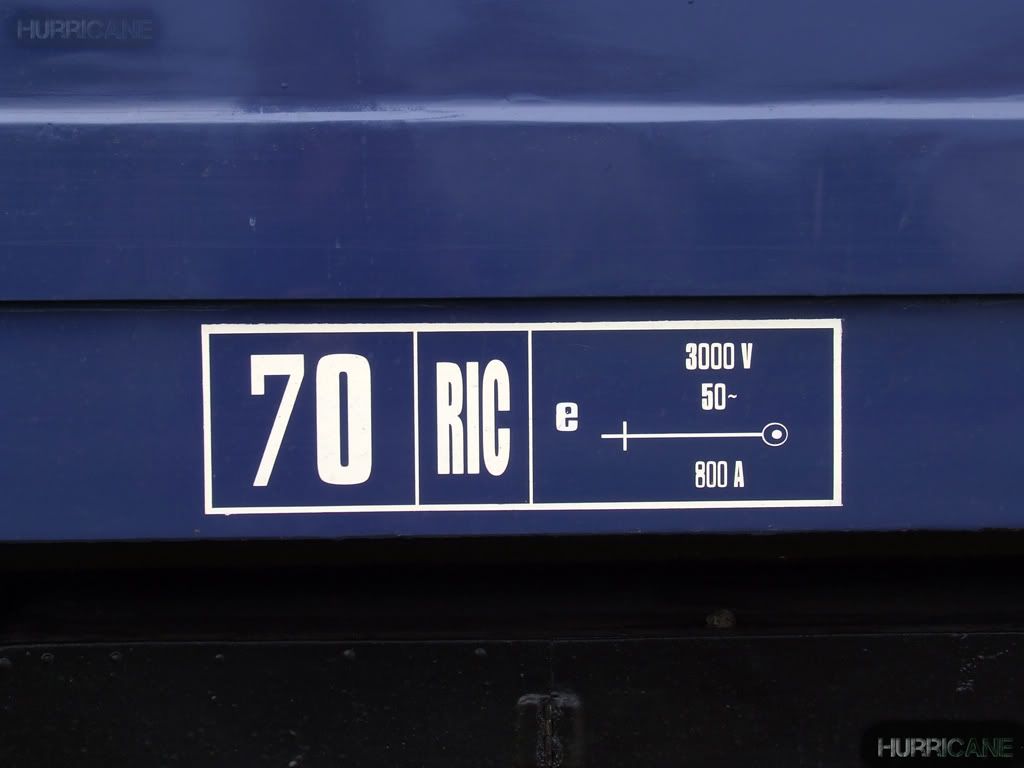 HURRICANE
70
RIC
e
3000 V
50~
800 A
HURRICANE